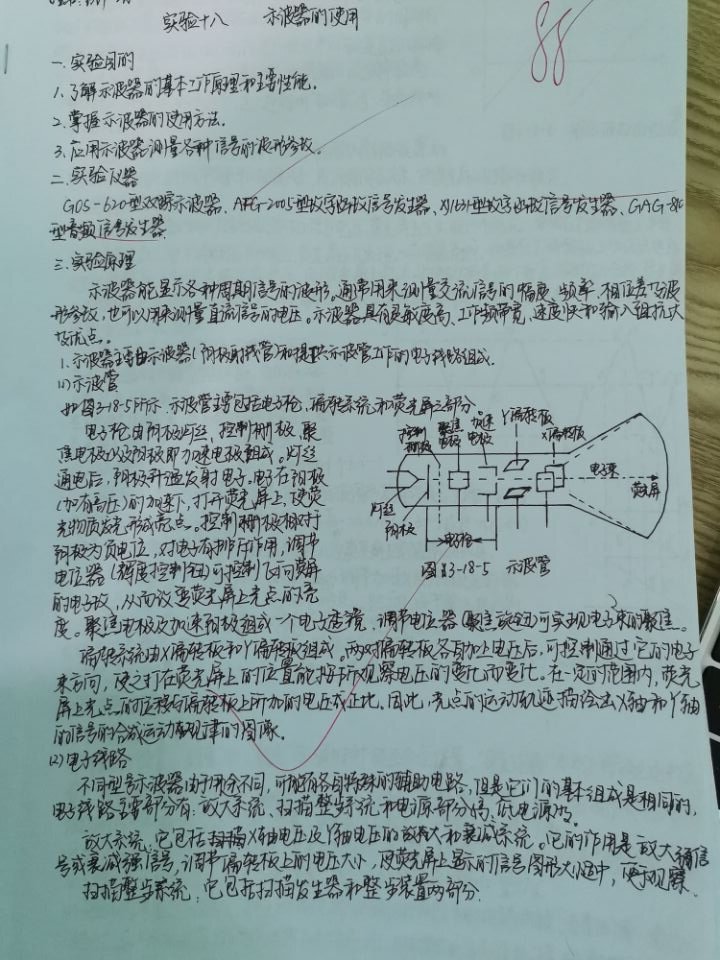 实验十八 示波器的使用
88
一.实验目的
1.了解示波器的基本工作原理和主要性能。
2.掌握示波器的使用方法。
3.应用示波器测量各种信号的波形参数。
二.实验仪器
GOS-620型双踪示波器、AFG-2005型数字函数信号发生器、型数字函数信号发生器、GAG-
型音频信号发生器
三.实验原理
示波器能显示各种周期信号的波形。通常用来测量交流信号的幅度、频率、相位差及波
形参数,也可以用来测量直流信号的电压。示波器具有灵敏度高、工作频带宽、速度快和输入阻抗大
等优点。
1.示波器主要由示波器(阴极射线管)和提供示波管工作的电子线路组成.
(1)示波管
如图3-18-5所示.示波管主要包括电子枪,偏转系统和荧光屏三部分.
电子枪由阴极灯丝,控制栅极,聚
焦电极以及阴极即加速电极组成。灯丝
通电后,阴极升温发射电子。电子在阳极
(加有高压)的加速下,打开荧光屏上,使荧
光物质发光形成亮点。控制栅极相对于
阴极为负电位,对电子有排斥作用,调节
电位器(辉度控制钮)可控制飞向荧屏
的电子数,从而改变荧光屏上光点的亮
度。聚焦电极及加速阳极组成一个电子透镜.调节电位器(聚焦旋钮)可实现电子束的聚焦。
控制
栅极
聚焦
电极
加速
电极
Y偏转板
X偏转板
电子束
荧屏
灯丝
阴极
电子枪
图3-18-5 示波管
偏转系统由X偏转板和Y偏转板组成。两对偏转板各自加上电压后,可控制通过它的电子
束方向,使之打在荧光屏上的位置能按所观察电压的变化而变化。在一定的范围内,荧光
屏上光点的位移与偏转板上所加的电压成正比,因此,光点的运动轨迹描绘出X轴和Y轴
的信号的合成运动规律的图像。
(2)电子线路
不同型号示波器由于用途不同,可能有各自特殊的辅助电路,但是它们的基本组成是相同的,
电子线路主要部分有:放大系统、扫描整步系统和电源部分高、低电源等。
放大系统、它包括X轴电压及Y轴电压的放大和衰减系统。它的作用是放大弱信
号或衰减强信号,调节偏转板上的电压大小,使荧光屏上显示的信号图形大小适中,便于观察。
扫描整步系统,它包括扫描发生器和整步装置两部分.